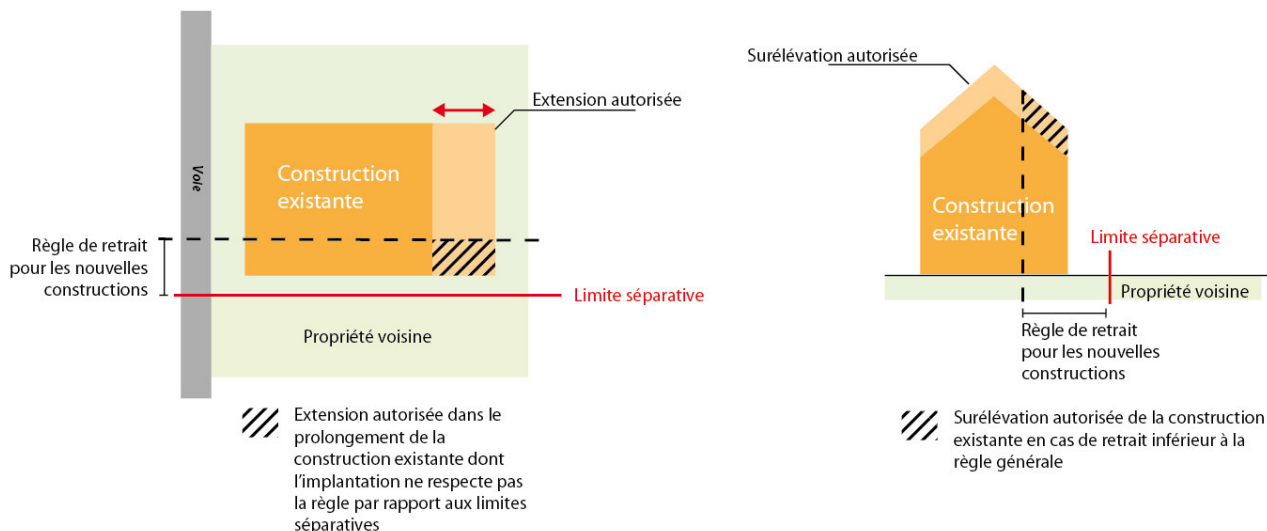 Extension autorisée
Construction
existante
Voie
Règle de retrait
pour les nouvelles
constructions
Limite séparative
Propriété voisine
Extension autorisée dans le
prolongement de la
construction existante dont
l'implantation ne respecte pas
la règle par rapport aux limites
séparatives
Surélévation autorisée
Construction
existante
Limite séparative
Propriété voisine
Règle de retrait
pour les nouvelles
constructions
Surélévation autorisée de la construction
existante en cas de retrait inférieur à la
règle générale